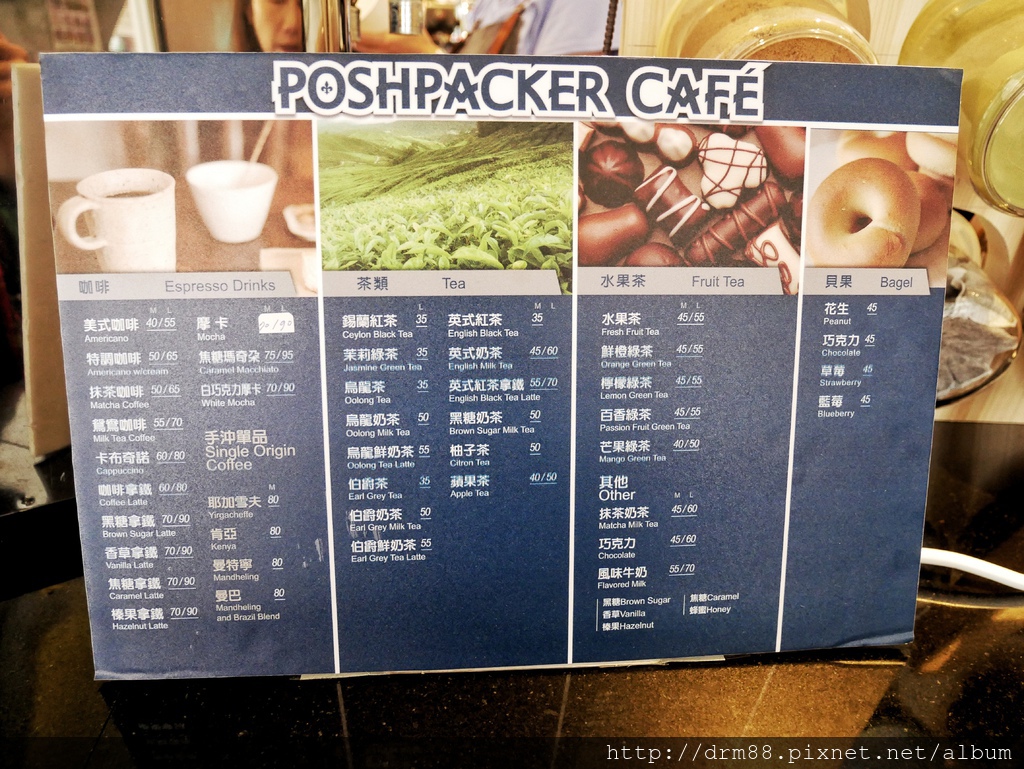 POSHPACKER CAFÉ
咖啡 Espresso Drinks
M L
美式咖啡 40/55
Americano
特調咖啡 50/65
Americano w/cream
抹茶咖啡 50/65
Matcha Coffee
鴛鴦咖啡 55/70
Milk Tea Coffee
卡布奇諾 60/80
Cappuccino
咖啡拿鐵 60/80
Coffee Latte
黑糖拿鐵 70/90
Brown Sugar Latte
香草拿鐵 70/90
Vanilla Latte
焦糖拿鐵 70/90
Caramel Latte
榛果拿鐵 70/90
Hazelnut Latte
M L
摩卡 70/90
Mocha
焦糖瑪奇朵 75/95
Caramel Macchiato
白巧克力摩卡 70/90
White Mocha
手沖單品
Single Origin
Coffee
M
耶加雪夫 80
Yirgacheffe
肯亞 80
Kenya
曼特寧 80
Mandheling
曼巴 80
Mandheling
and Brazil Blend
茶類 Tea
L
錫蘭紅茶 35
Ceylon Black Tea
茉莉綠茶 35
Jasmine Green Tea
烏龍茶 35
Oolong Tea
烏龍奶茶 50
Oolong Milk Tea
烏龍鮮奶茶 55
Oolong Tea Latte
伯爵茶 35
Earl Grey Tea
伯爵奶茶 50
Earl Grey Milk Tea
伯爵鮮奶茶 55
Earl Grey Tea Latte
M L
英式紅茶 35
English Black Tea
英式奶茶 45/60
English Milk Tea
英式紅茶拿鐵 55/70
English Black Tea Latte
黑糖奶茶 50
Brown Sugar Milk Tea
柚子茶 50
Citron Tea
蘋果茶 40/50
Apple Tea
水果茶 Fruit Tea
M L
水果茶 45/55
Fresh Fruit Tea
鮮橙綠茶 45/55
Orange Green Tea
檸檬綠茶 45/55
Lemon Green Tea
百香綠茶 45/55
Passion Fruit Green Tea
芒果綠茶 40/50
Mango Green Tea
其他
Other
M L
抹茶奶茶 45/60
Matcha Milk Tea
巧克力 45/60
Chocolate
風味牛奶 55/70
Flavored Milk
黑糖Brown Sugar 焦糖Caramel
香草Vanilla 蜂蜜Honey
榛果Hazelnut
貝果 Bagel
花生 45
Peanut
巧克力 45
Chocolate
草莓 45
Strawberry
藍莓 45
Blueberry
http://drm88.pixnet.net/album